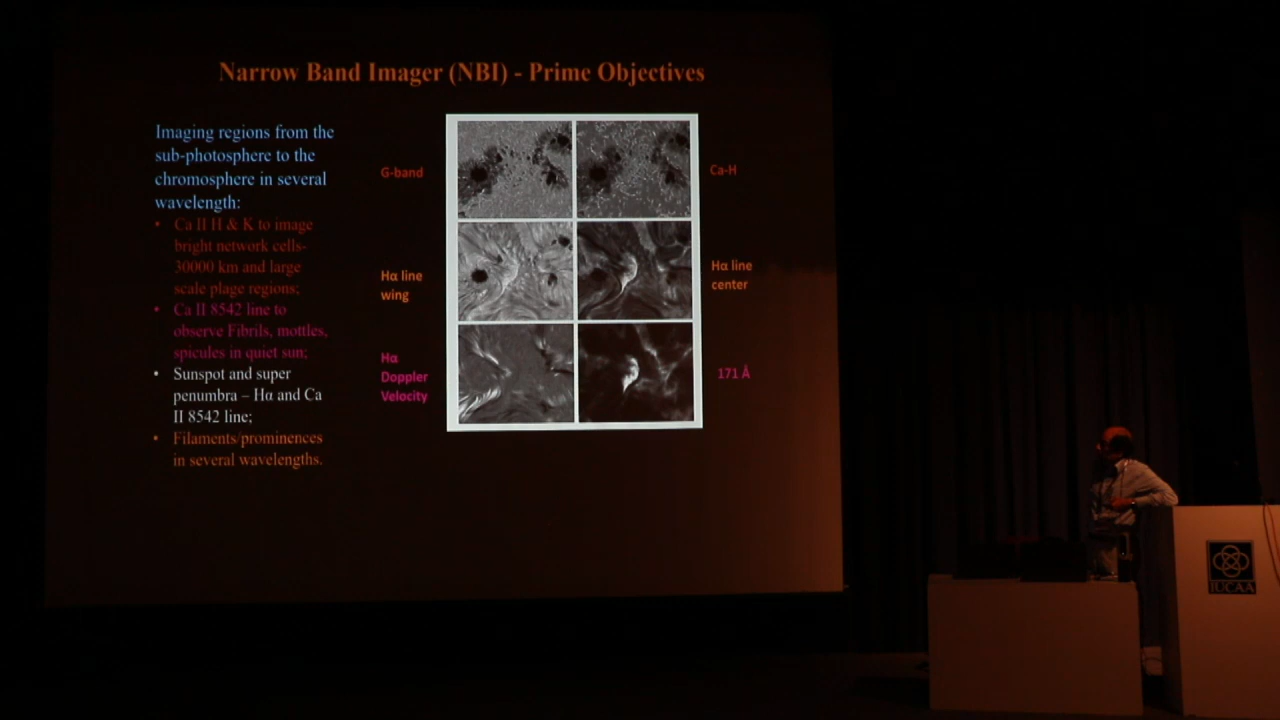 Narrow Band Imager (NBI) - Prime Objectives
Imaging regions from the
sub-photosphere to the
chromosphere in several
wavelength:
• Ca II H & K to image
bright network cells-
30000 km and large
scale plage regions;
• Ca II 8542 line to
observe Fibrils, mottles,
spicules in quiet sun;
• Sunspot and super
penumbra – Hα and Ca
II 8542 line;
• Filaments/prominences
in several wavelengths.
G-band
Ca-H
Hα line
wing
Hα line
center
Hα
Doppler
Velocity
171 Å
IUCAA